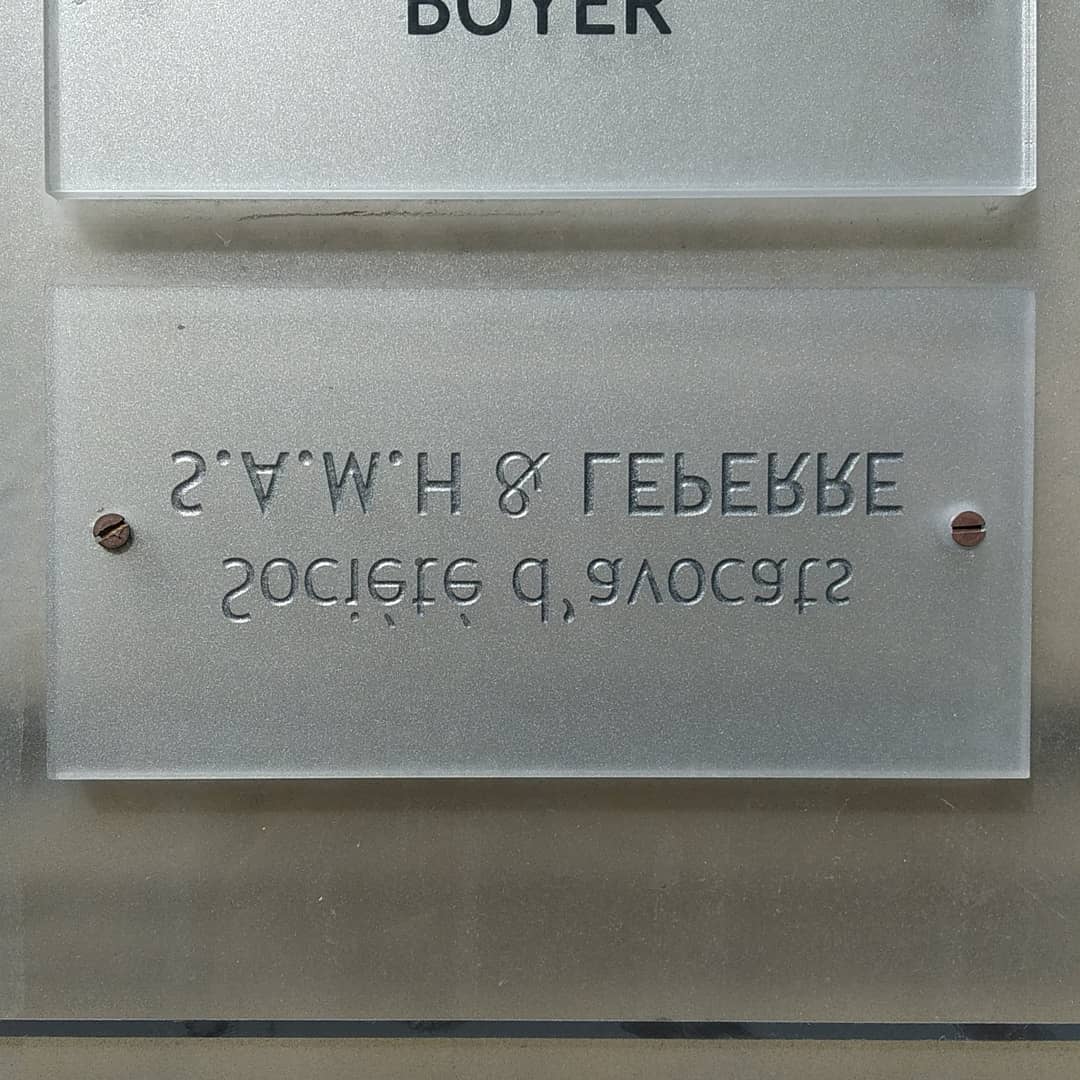 BOYER
S.A.M.H & LEPERRE
Société d'avocats